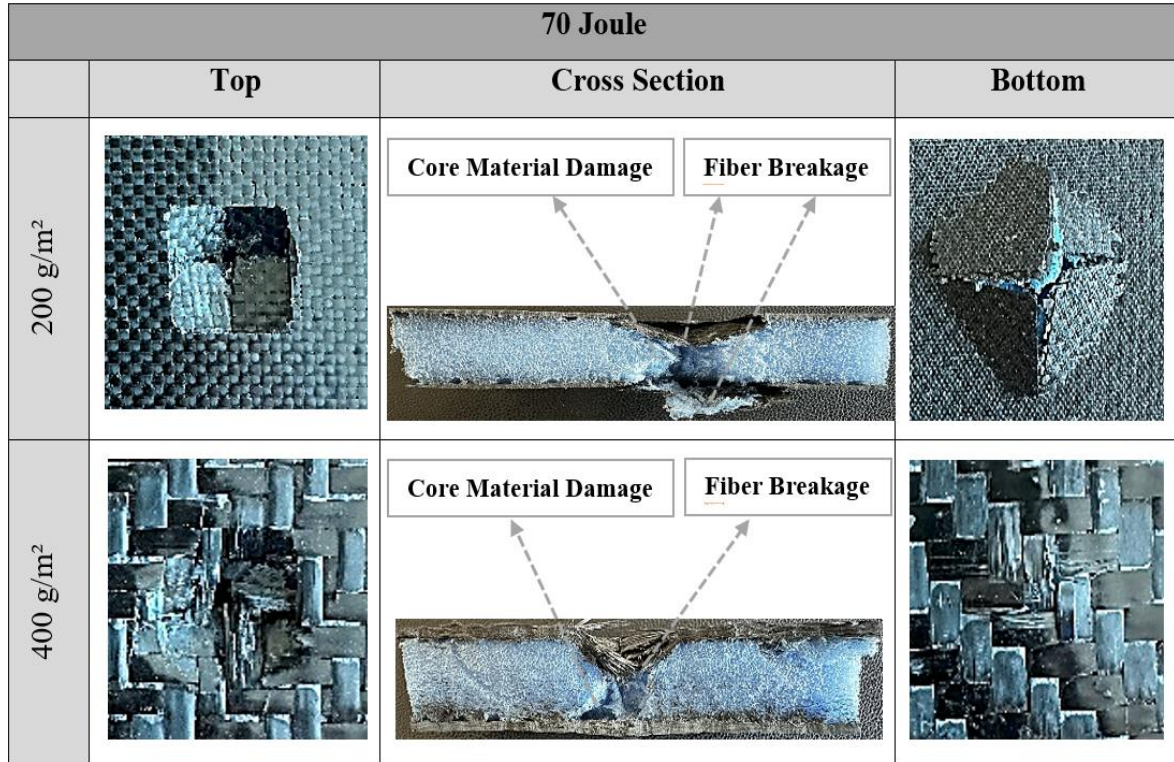 70 Joule
Top
Cross Section
Bottom
200 g/m²
Core Material Damage
Fiber Breakage
400 g/m²
Core Material Damage
Fiber Breakage